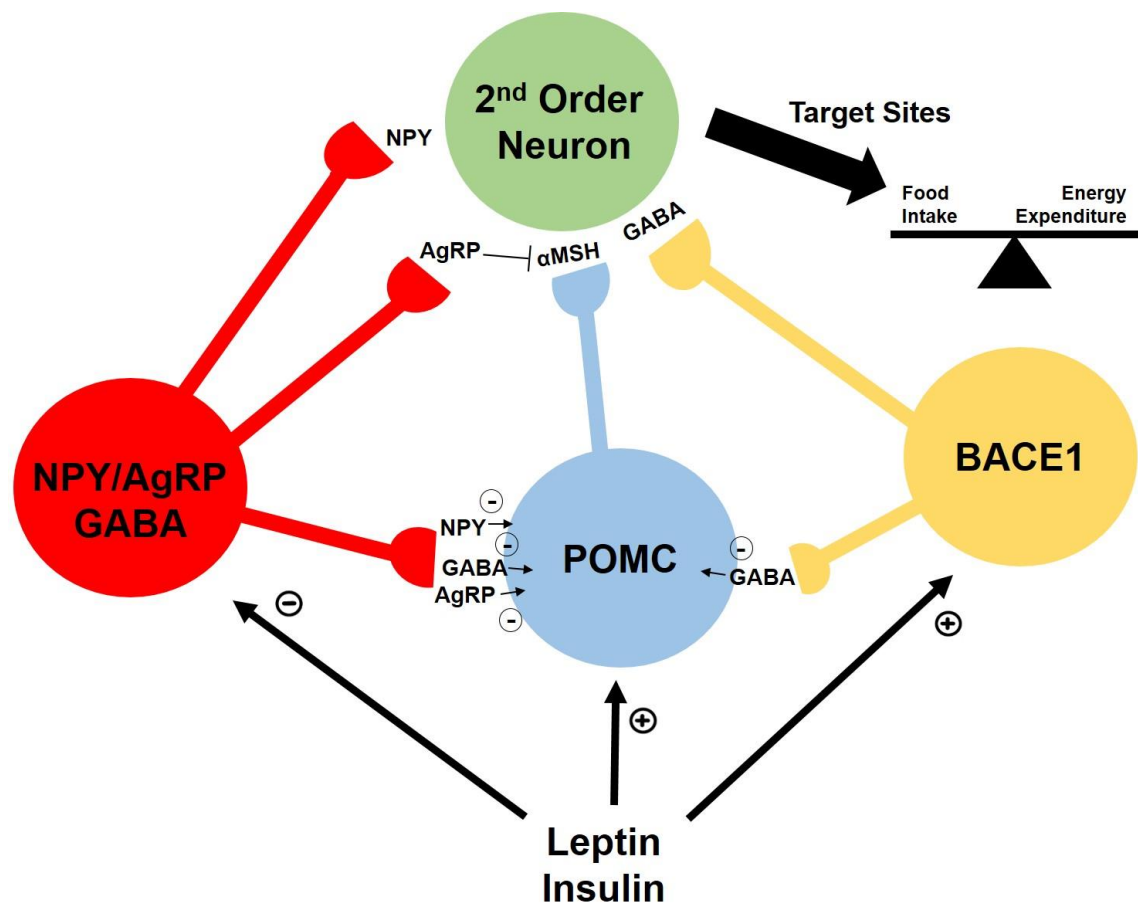 2nd Order
Neuron
NPY
Target Sites
Food
Intake
Energy
Expenditure
GABA
AgRP
αMSH
NPY/AgRP
GABA
BACE1
-
NPY
-
GABA
AgRP
-
POMC
-
GABA
-
+
+
Leptin
Insulin